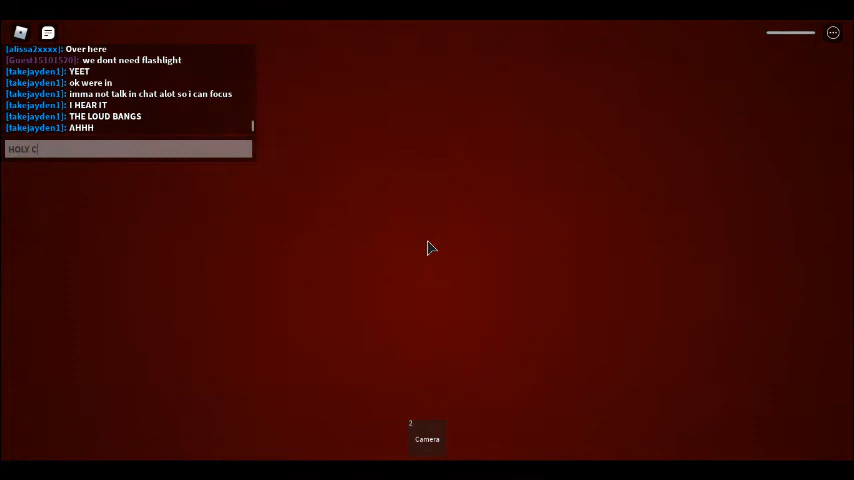 [alissa2xxxx]: Over here
[Guest15101520]: we dont need flashlight
[takejayden1]: YEET
[takejayden1]: ok were in
[takejayden1]: imma not talk in chat alot so i can focus
[takejayden1]: I HEAR IT
[takejayden1]: THE LOUD BANGS
[takejayden1]: AHHH
HOLY C
2
Camera